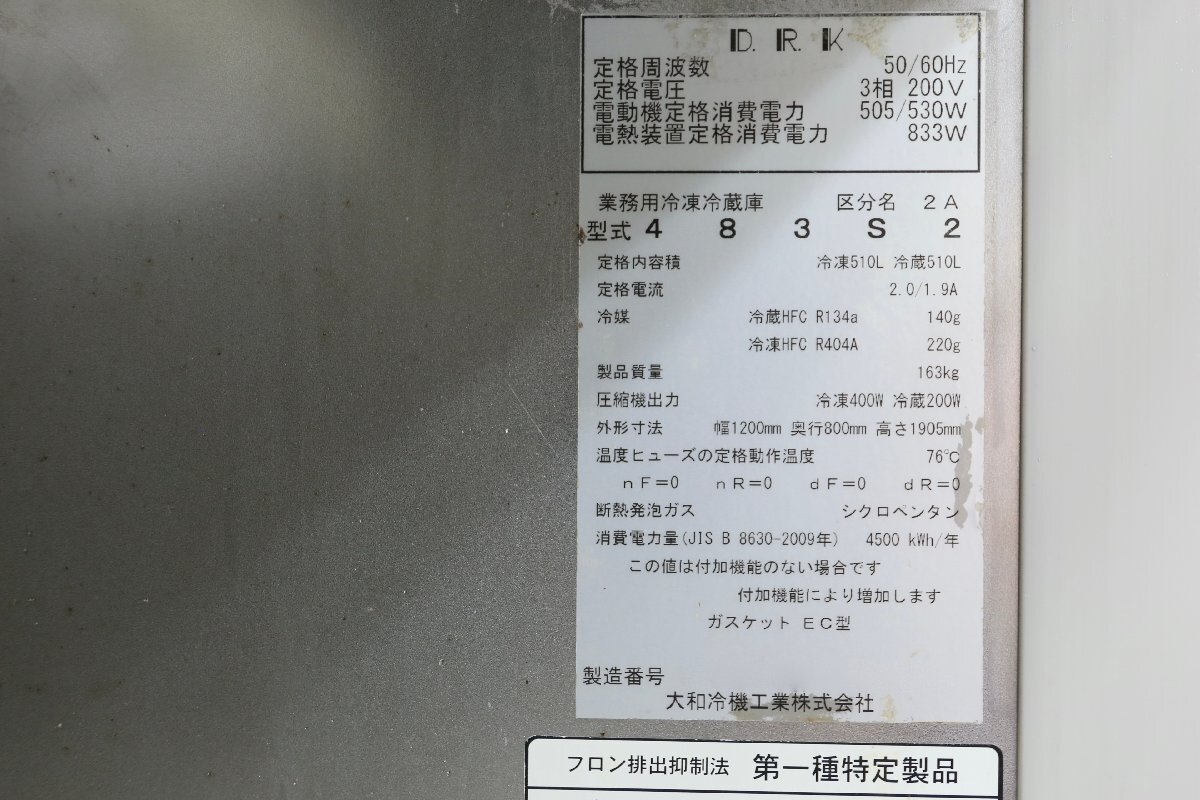 D. R. K
定格周波数 50/60Hz
定格電圧 3相 200V
電動機定格消費電力 505/530W
電熱装置定格消費電力 833W
業務用冷凍冷蔵庫 区分名 2A
型式 4 8 3 S 2
定格内容積 冷凍510L 冷蔵510L
定格電流 2.0/1.9A
冷媒 冷蔵HFC R134a 140g
冷凍HFC R404A 220g
製品質量 163kg
圧縮機出力 冷凍400W 冷蔵200W
外形寸法 幅1200mm 奥行800mm 高さ1905mm
温度ヒューズの定格動作温度 76℃
nF=0 nR=0 dF=0 dR=0
断熱発泡ガス シクロペンタン
消費電力量(JIS B 8630-2009年) 4500 kWh/年
この値は付加機能のない場合です
付加機能により増加します
ガスケット EC型
製造番号
大和冷機工業株式会社
フロン排出抑制法 第一種特定製品